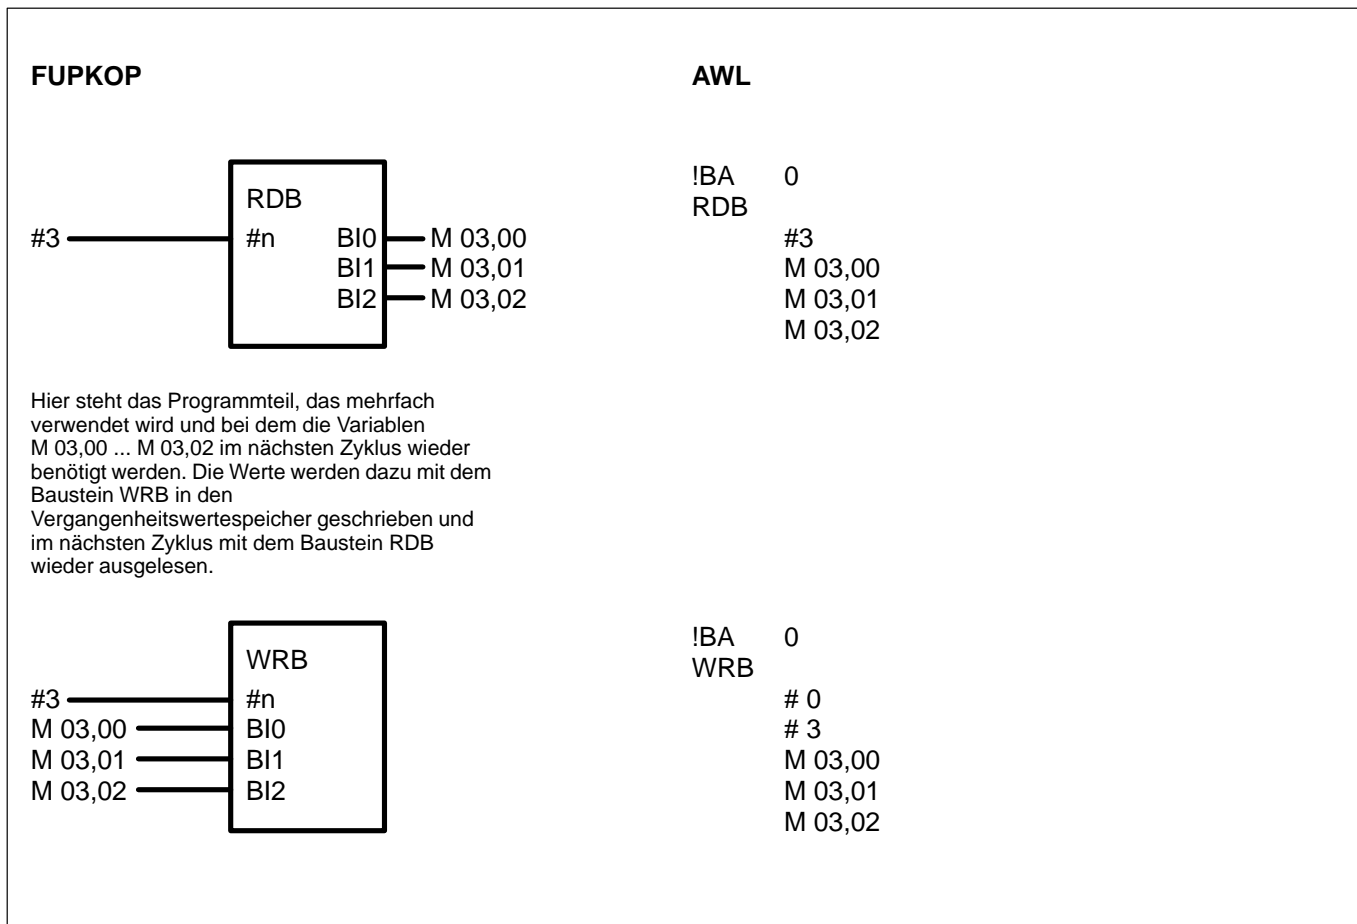 FUPKOP
AWL
RDB
#3 #n BI0 M 03,00
BI1 M 03,01
BI2 M 03,02
!BA 0
RDB
#3
M 03,00
M 03,01
M 03,02
Hier steht das Programmteil, das mehrfach
verwendet wird und bei dem die Variablen
M 03,00 ... M 03,02 im nächsten Zyklus wieder
benötigt werden. Die Werte werden dazu mit dem
Baustein WRB in den
Vergangenheitswertespeicher geschrieben und
im nächsten Zyklus mit dem Baustein RDB
wieder ausgelesen.
WRB
#3 #n
M 03,00 BI0
M 03,01 BI1
M 03,02 BI2
!BA 0
WRB
# 0
# 3
M 03,00
M 03,01
M 03,02